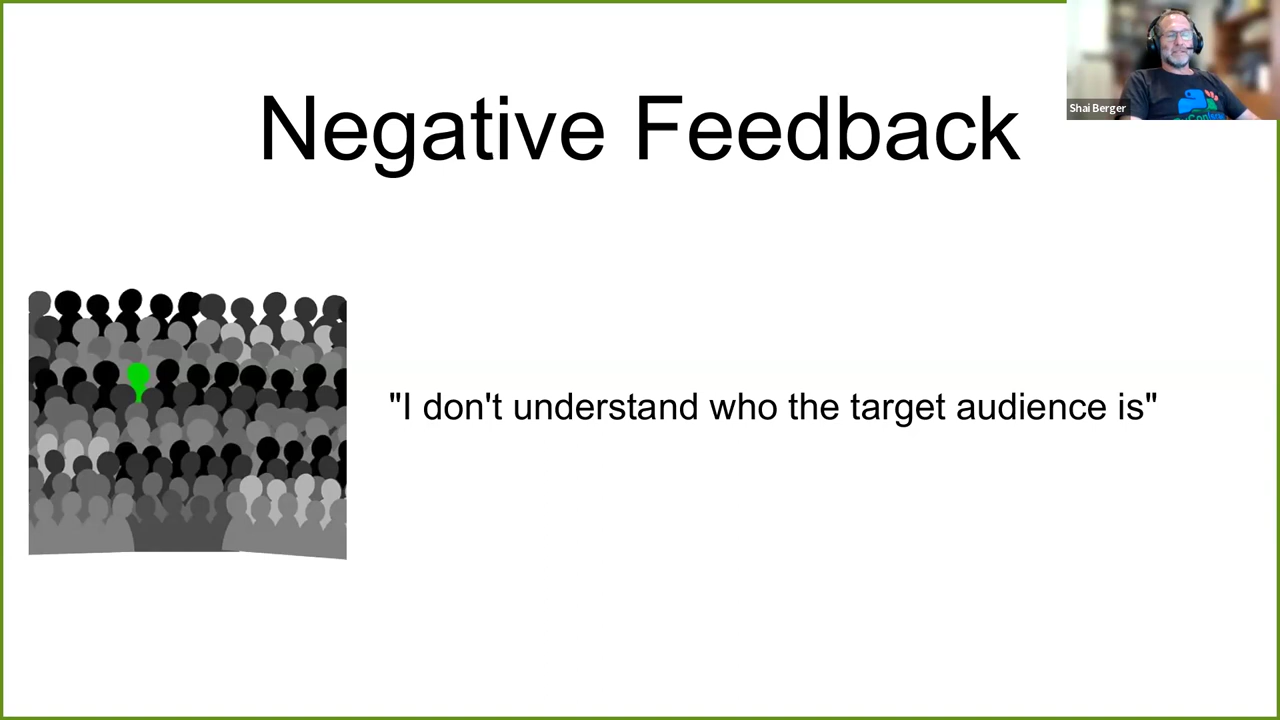 Negative Feedback
Shai Berger
"I don't understand who the target audience is"